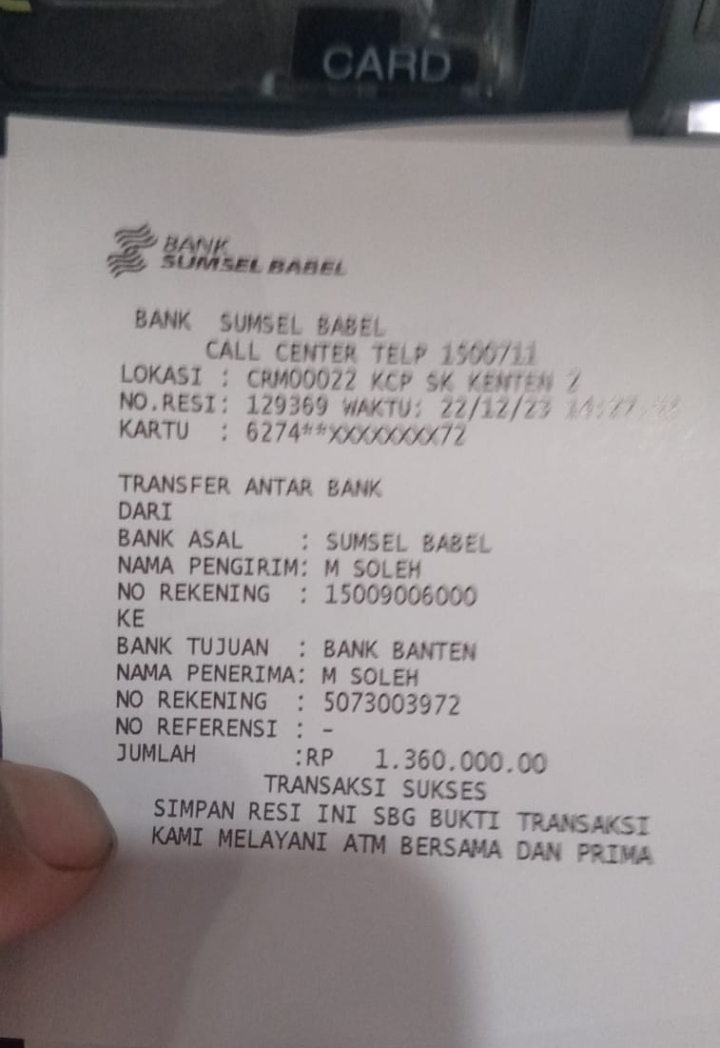 CARD
BANK
SUMSEL BABEL
BANK SUMSEL BABEL
CALL CENTER TELP 1500711
LOKASI : CRM00022 KCP SK KENTEN 2
NO.RESI: 129369 WAKTU: 22/12/23
KARTU : 6274**XXXXXXXX72
TRANSFER ANTAR BANK
DARI
BANK ASAL : SUMSEL BABEL
NAMA PENGIRIM: M SOLEH
NO REKENING : 15009006000
KE
BANK TUJUAN : BANK BANTEN
NAMA PENERIMA: M SOLEH
NO REKENING : 5073003972
NO REFERENSI : -
JUMLAH :RP 1.360.000.00
TRANSAKSI SUKSES
SIMPAN RESI INI SBG BUKTI TRANSAKSI
KAMI MELAYANI ATM BERSAMA DAN PRIMA